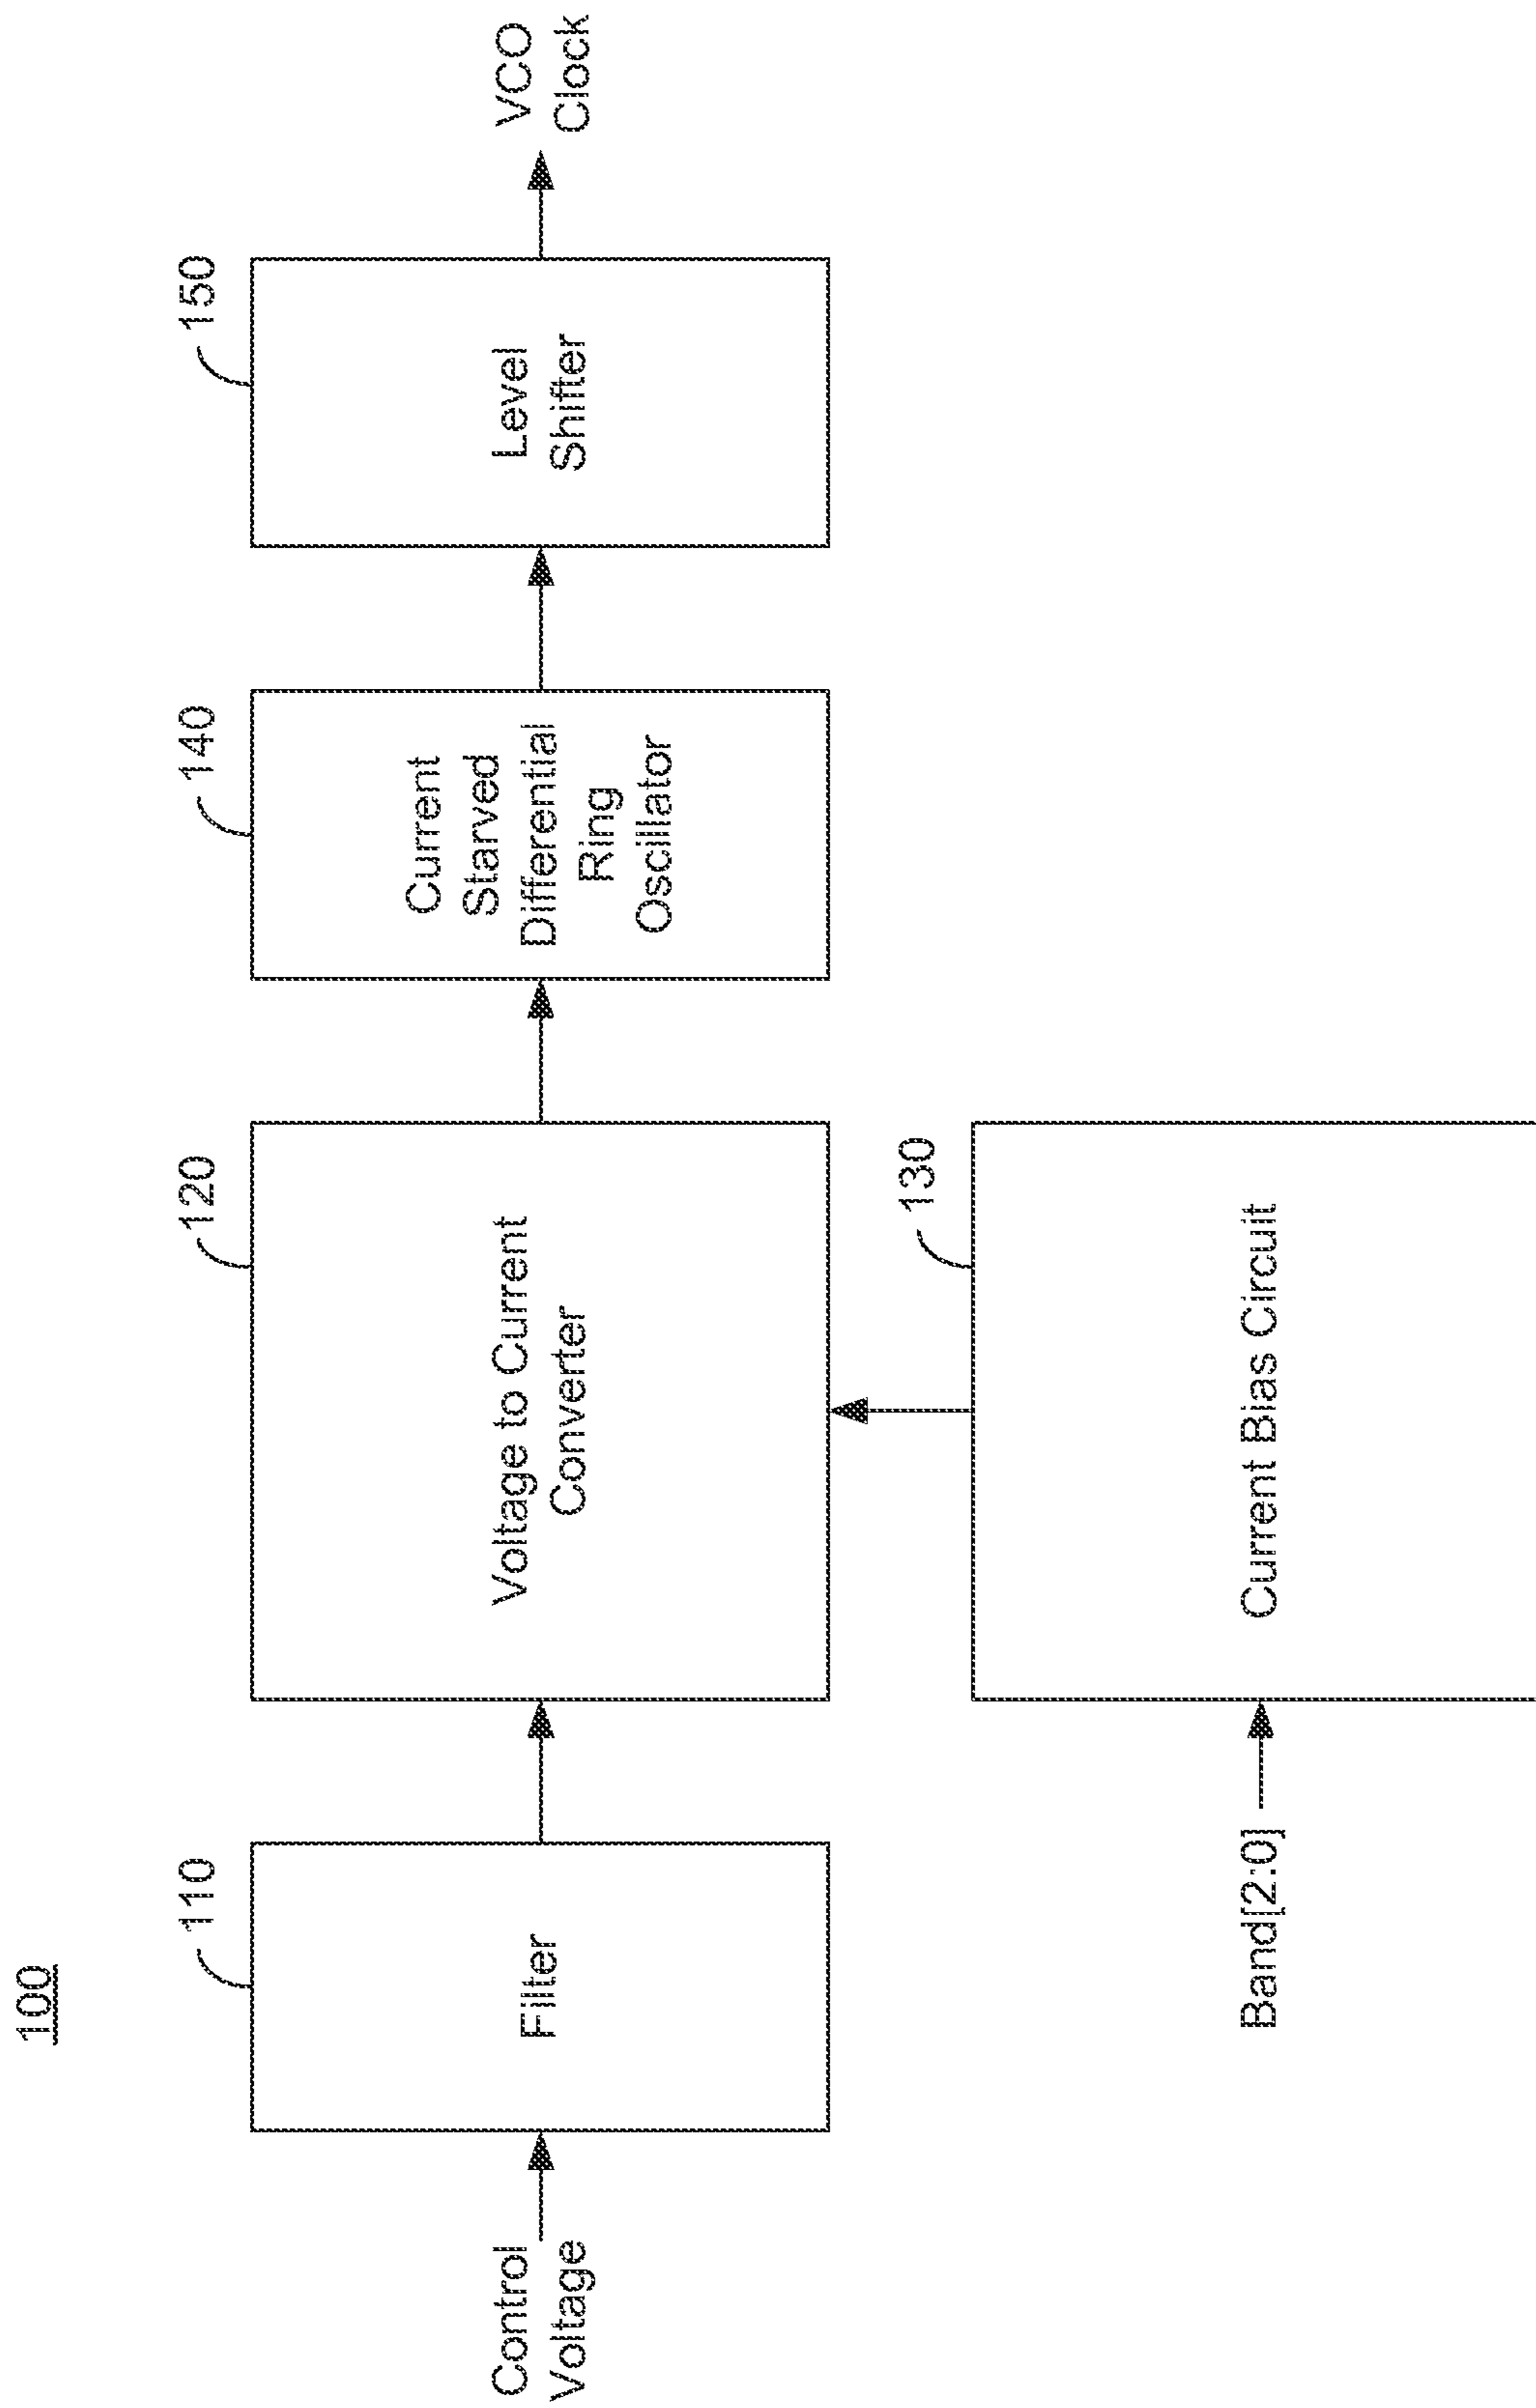 100
110
120
140
150
Control
Voltage
Filter
Voltage to Current
Converter
Current
Starved
Differential
Ring
Oscillator
Level
Shifter
VCO
Clock
130
Band[2:0]
Current Bias Circuit